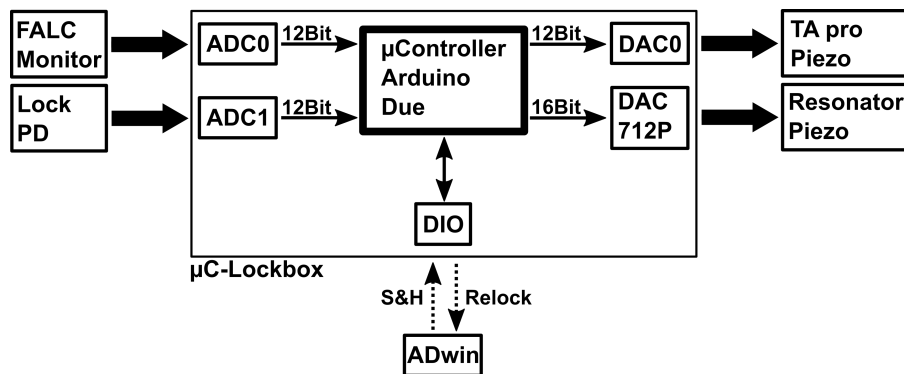 FALC
Monitor
ADC0
12Bit
µController
Arduino
Due
12Bit
DAC0
TA pro
Piezo
Lock
PD
ADC1
12Bit
16Bit
DAC
712P
Resonator
Piezo
DIO
µC-Lockbox
S&H
Relock
ADwin